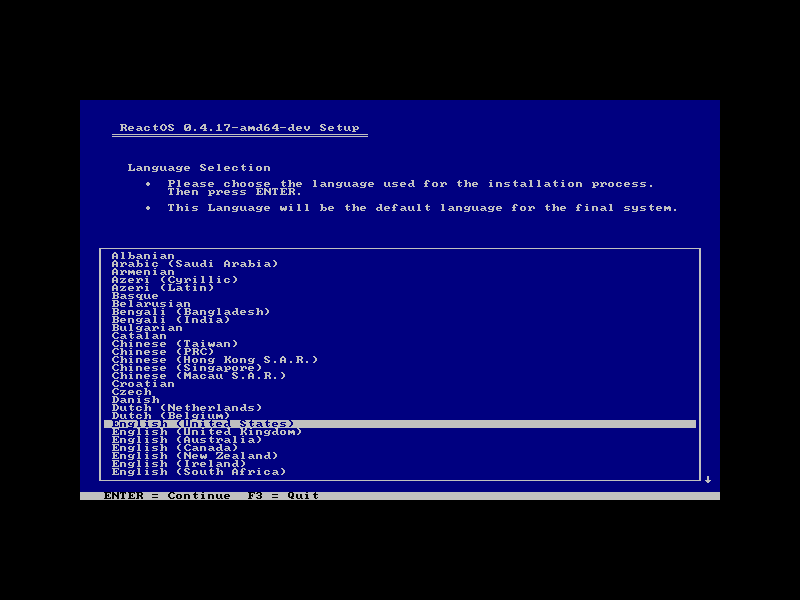 ReactOS 0.4.17-amd64-dev Setup
Language Selection
• Please choose the language used for the installation process.
Then press ENTER.
• This Language will be the default language for the final system.
Albanian
Arabic (Saudi Arabia)
Armenian
Azeri (Cyrillic)
Azeri (Latin)
Basque
Belarusian
Bengali (Bangladesh)
Bengali (India)
Bulgarian
Catalan
Chinese (Taiwan)
Chinese (PRC)
Chinese (Hong Kong S.A.R.)
Chinese (Singapore)
Chinese (Macau S.A.R.)
Croatian
Czech
Danish
Dutch (Netherlands)
Dutch (Belgium)
English (United States)
English (United Kingdom)
English (Australia)
English (Canada)
English (New Zealand)
English (Ireland)
English (South Africa)
ENTER = Continue  F3 = Quit